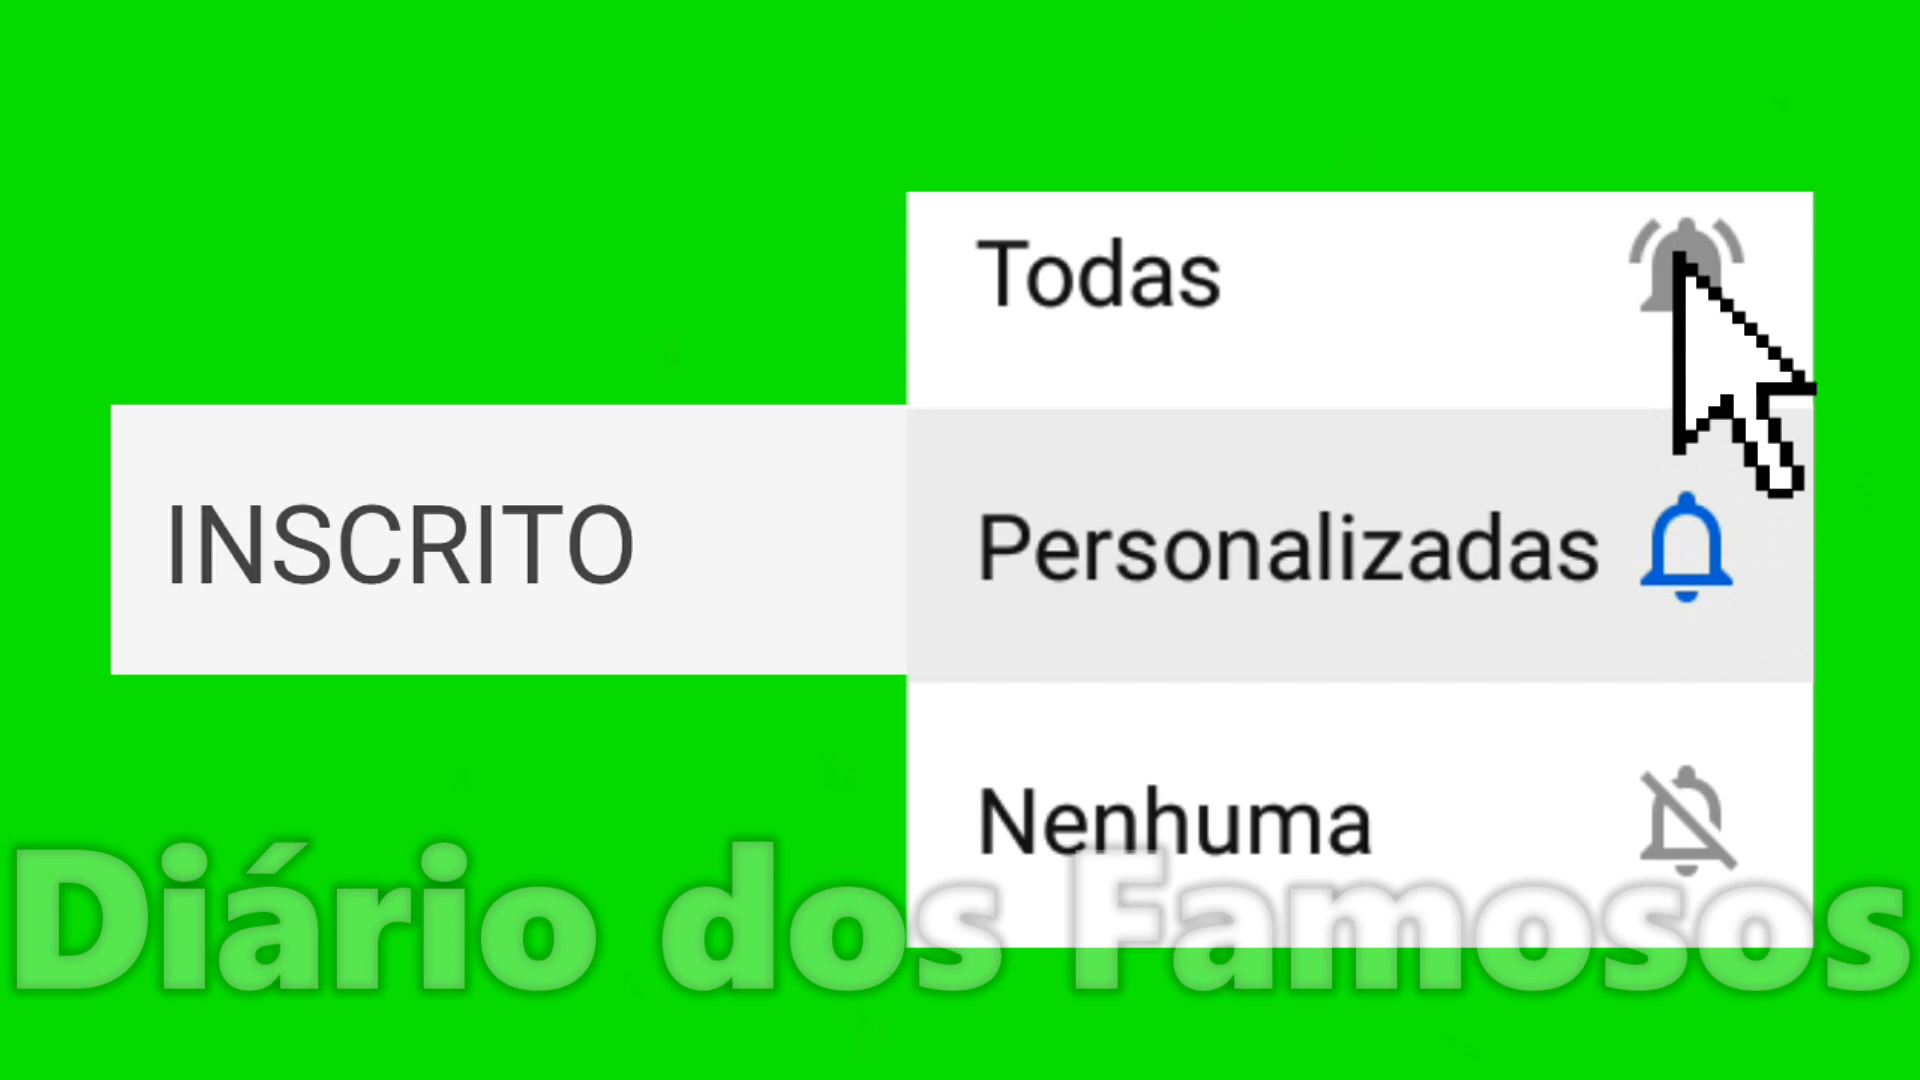 Todas
INSCRITO
Personalizadas
Nenhuma
Diário dos Famosos